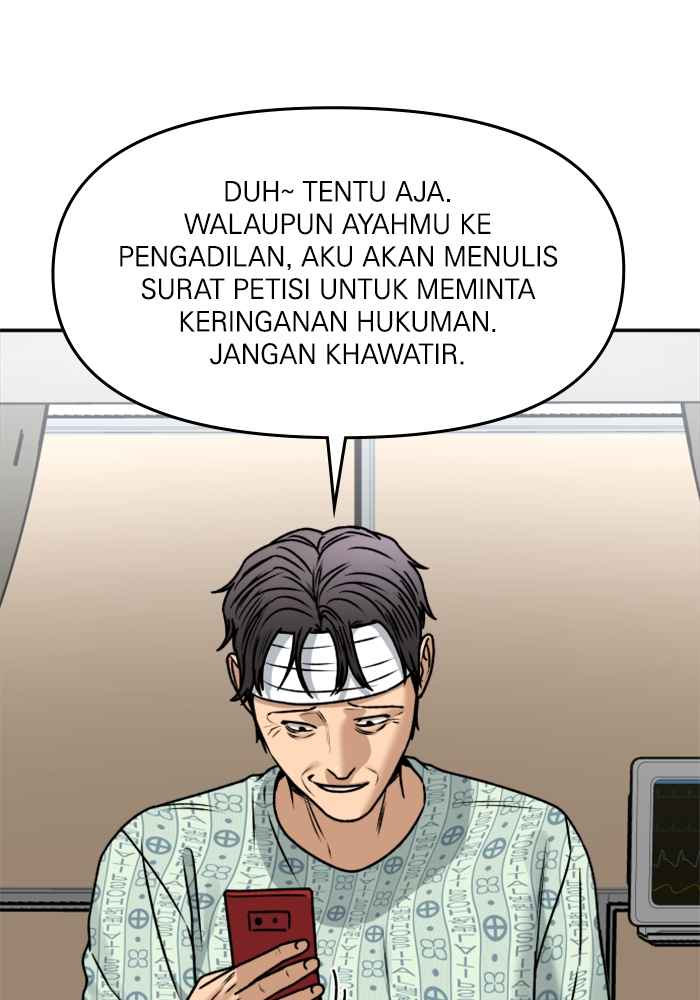 DUH~ TENTU AJA.
WALAUPUN AYAHMU KE
PENGADILAN, AKU AKAN MENULIS
SURAT PETISI UNTUK MEMINTA
KERINGANAN HUKUMAN.
JANGAN KHAWATIR.